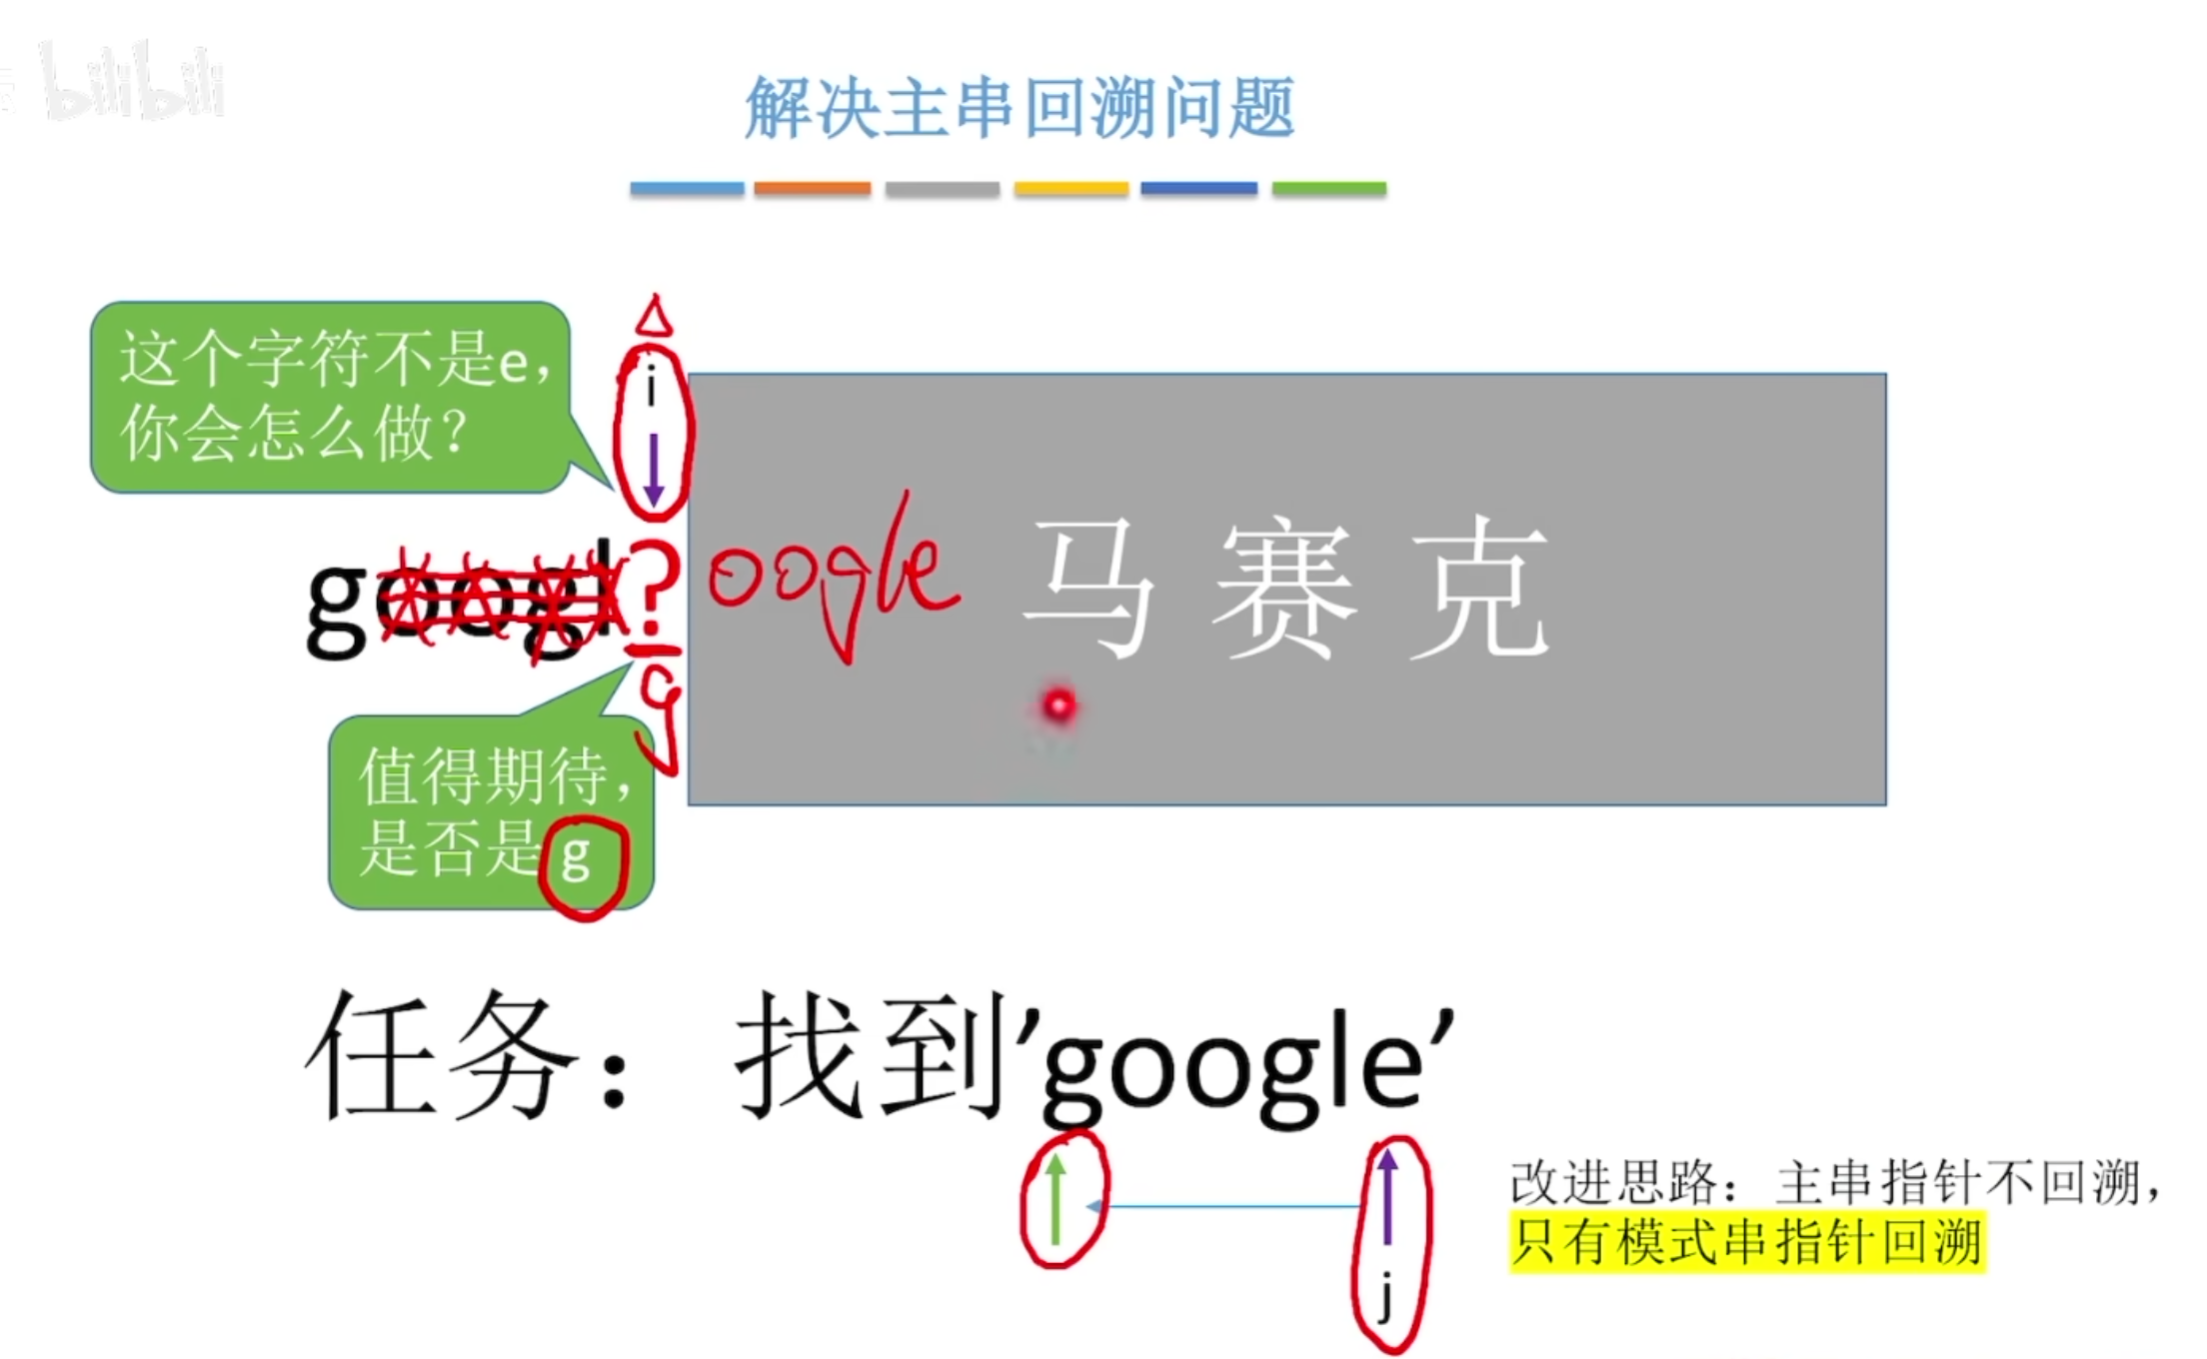 bilibili
解决主串回溯问题
这个字符不是e，
你会怎么做？
i
googl?
oogle
马赛克
g
值得期待，
是否是g
任务：找到’google’
改进思路：主串指针不回溯，
只有模式串指针回溯
j